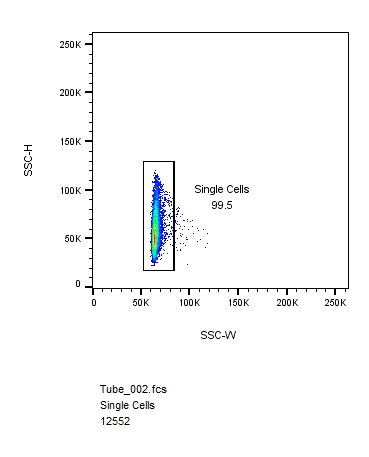 250K
200K
150K
100K
50K
0
SSC-H
Single Cells
99.5
0 50K 100K 150K 200K 250K
SSC-W
Tube_002.fcs
Single Cells
12552